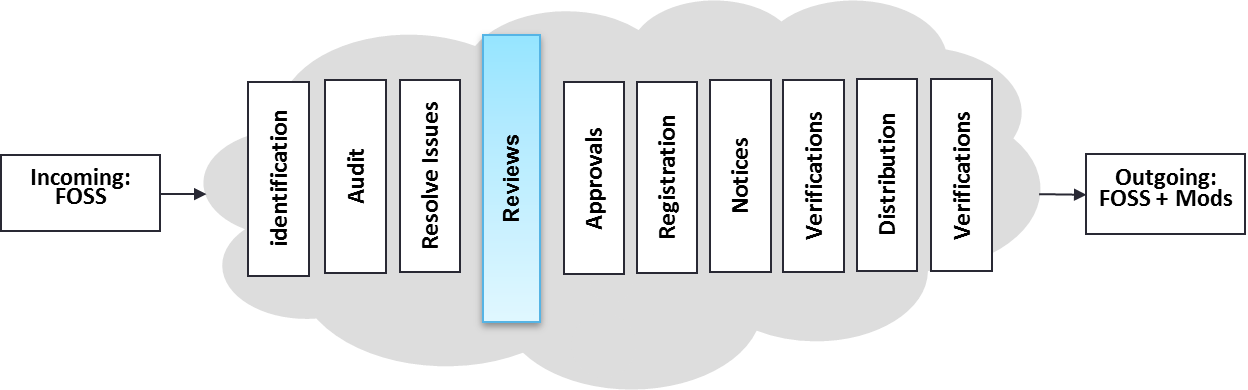 Incoming:
FOSS
identification
Audit
Resolve Issues
Reviews
Approvals
Registration
Notices
Verifications
Distribution
Verifications
Outgoing:
FOSS + Mods